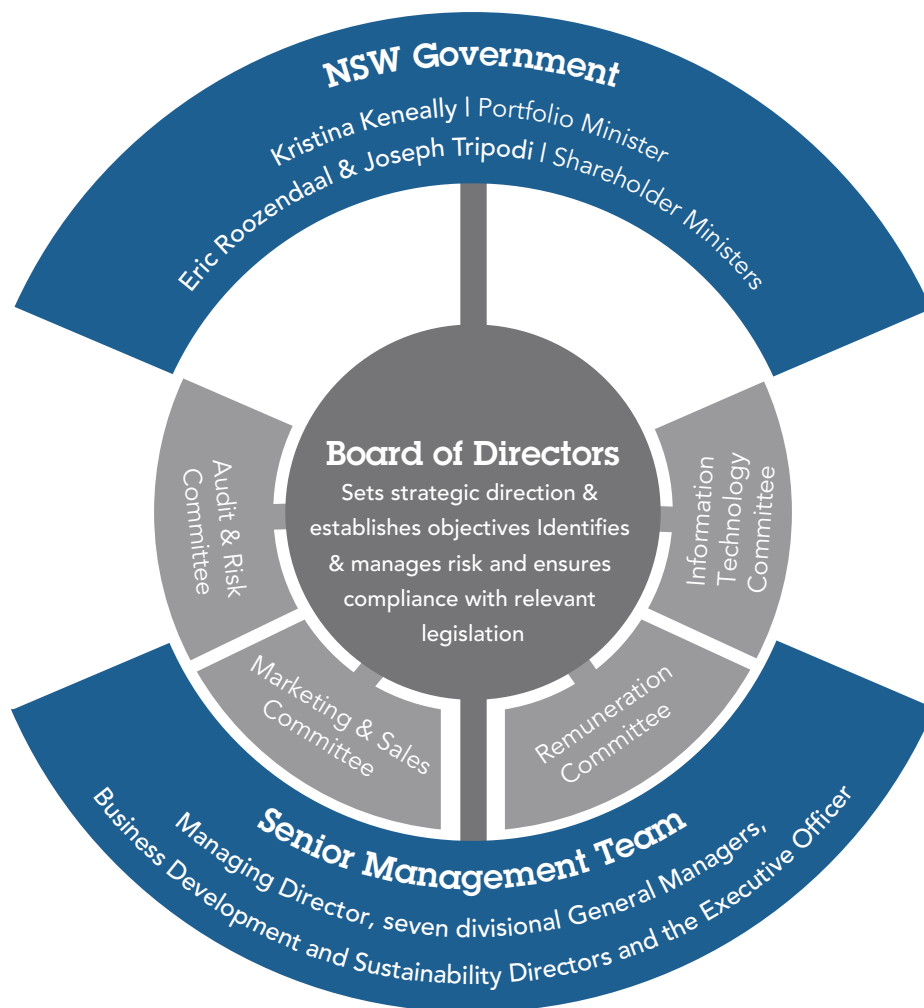 NSW Government
Kristina Keneally | Portfolio Minister
Eric Roozendaal & Joseph Tripodi | Shareholder Ministers
Board of Directors
Sets strategic direction &
establishes objectives Identifies
& manages risk and ensures
compliance with relevant
legislation
Audit & Risk
Committee
Information
Technology
Committee
Marketing & Sales
Committee
Remuneration
Committee
Senior Management Team
Managing Director, seven divisional General Managers,
Business Development and Sustainability Directors and the Executive Officer